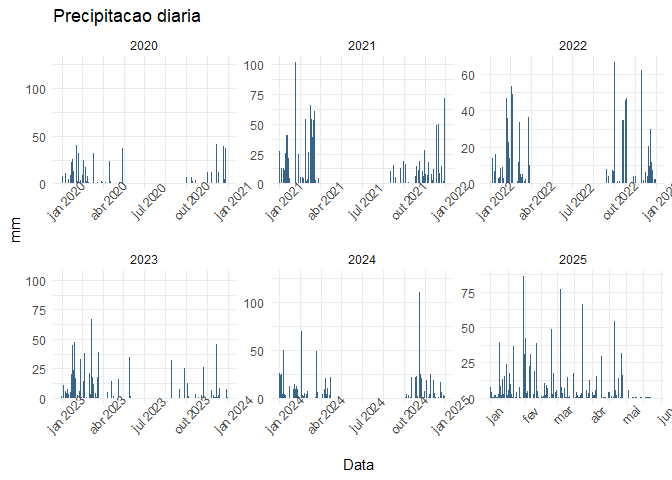 Precipitacao diaria
2020
2021
2022
100
50
0
100
75
50
25
0
60
40
20
0
jan 2020
abr 2020
jul 2020
out 2020
jan 2021
jan 2021
abr 2021
jul 2021
out 2021
jan 2022
jan 2022
abr 2022
jul 2022
out 2022
jan 2023
mm
2023
2024
2025
100
75
50
25
0
100
50
0
75
50
25
0
jan 2023
abr 2023
jul 2023
out 2023
jan 2024
jan 2024
abr 2024
jul 2024
out 2024
jan 2025
jan
fev
mar
abr
mai
jun
Data